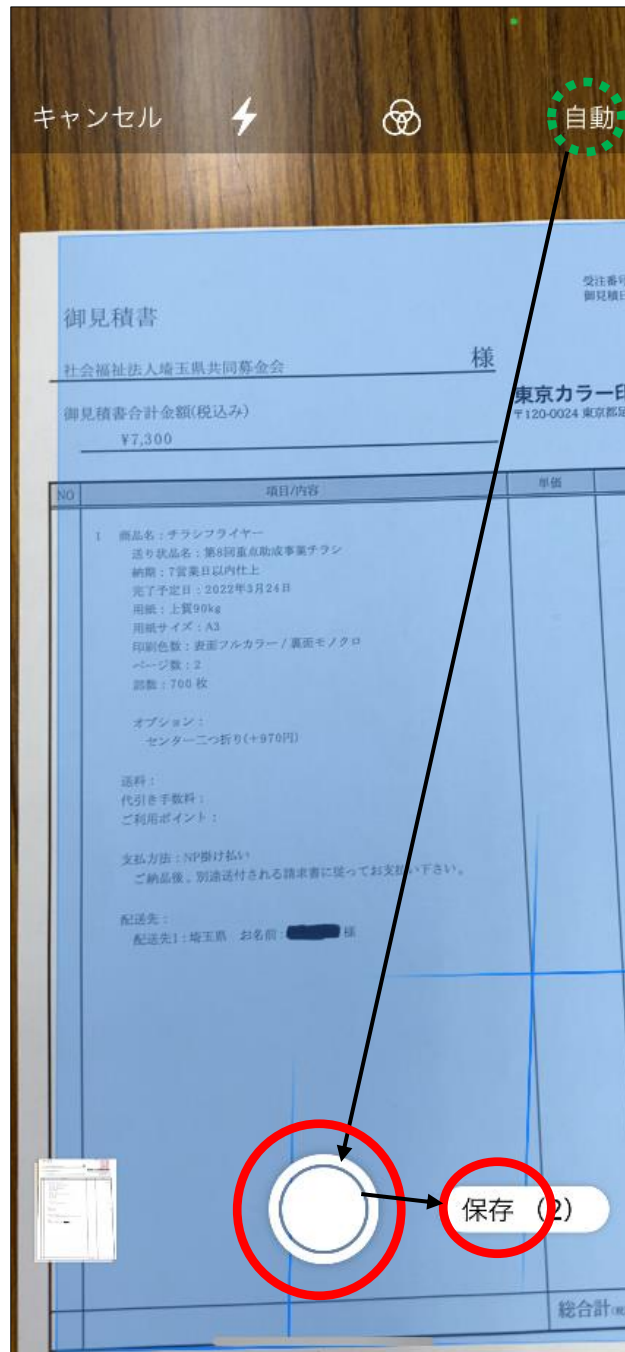 キャンセル
自動
受注番号
御見積日
御見積書
社会福祉法人埼玉県共同募金会 様
東京カラー印
〒120-0024 東京都足
御見積書合計金額(税込み)
¥7,300
NO 項目/内容 単価
1 商品名:チラシフライヤー
送り状品名:第8回重点助成事業チラシ
納期:7営業日以内仕上
完了予定日:2022年3月24日
用紙:上質90kg
用紙サイズ:A3
印刷色数:表面フルカラー/裏面モノクロ
ページ数:2
部数:700 枚
オプション:
センター二つ折り(+970円)
送料:
代引き手数料:
ご利用ポイント:
支払方法:NP掛け払い
ご納品後、別途送付される請求書に従ってお支払い下さい。
配送先:
配送先1:埼玉県 お名前: 様
保存 (2)
総合計